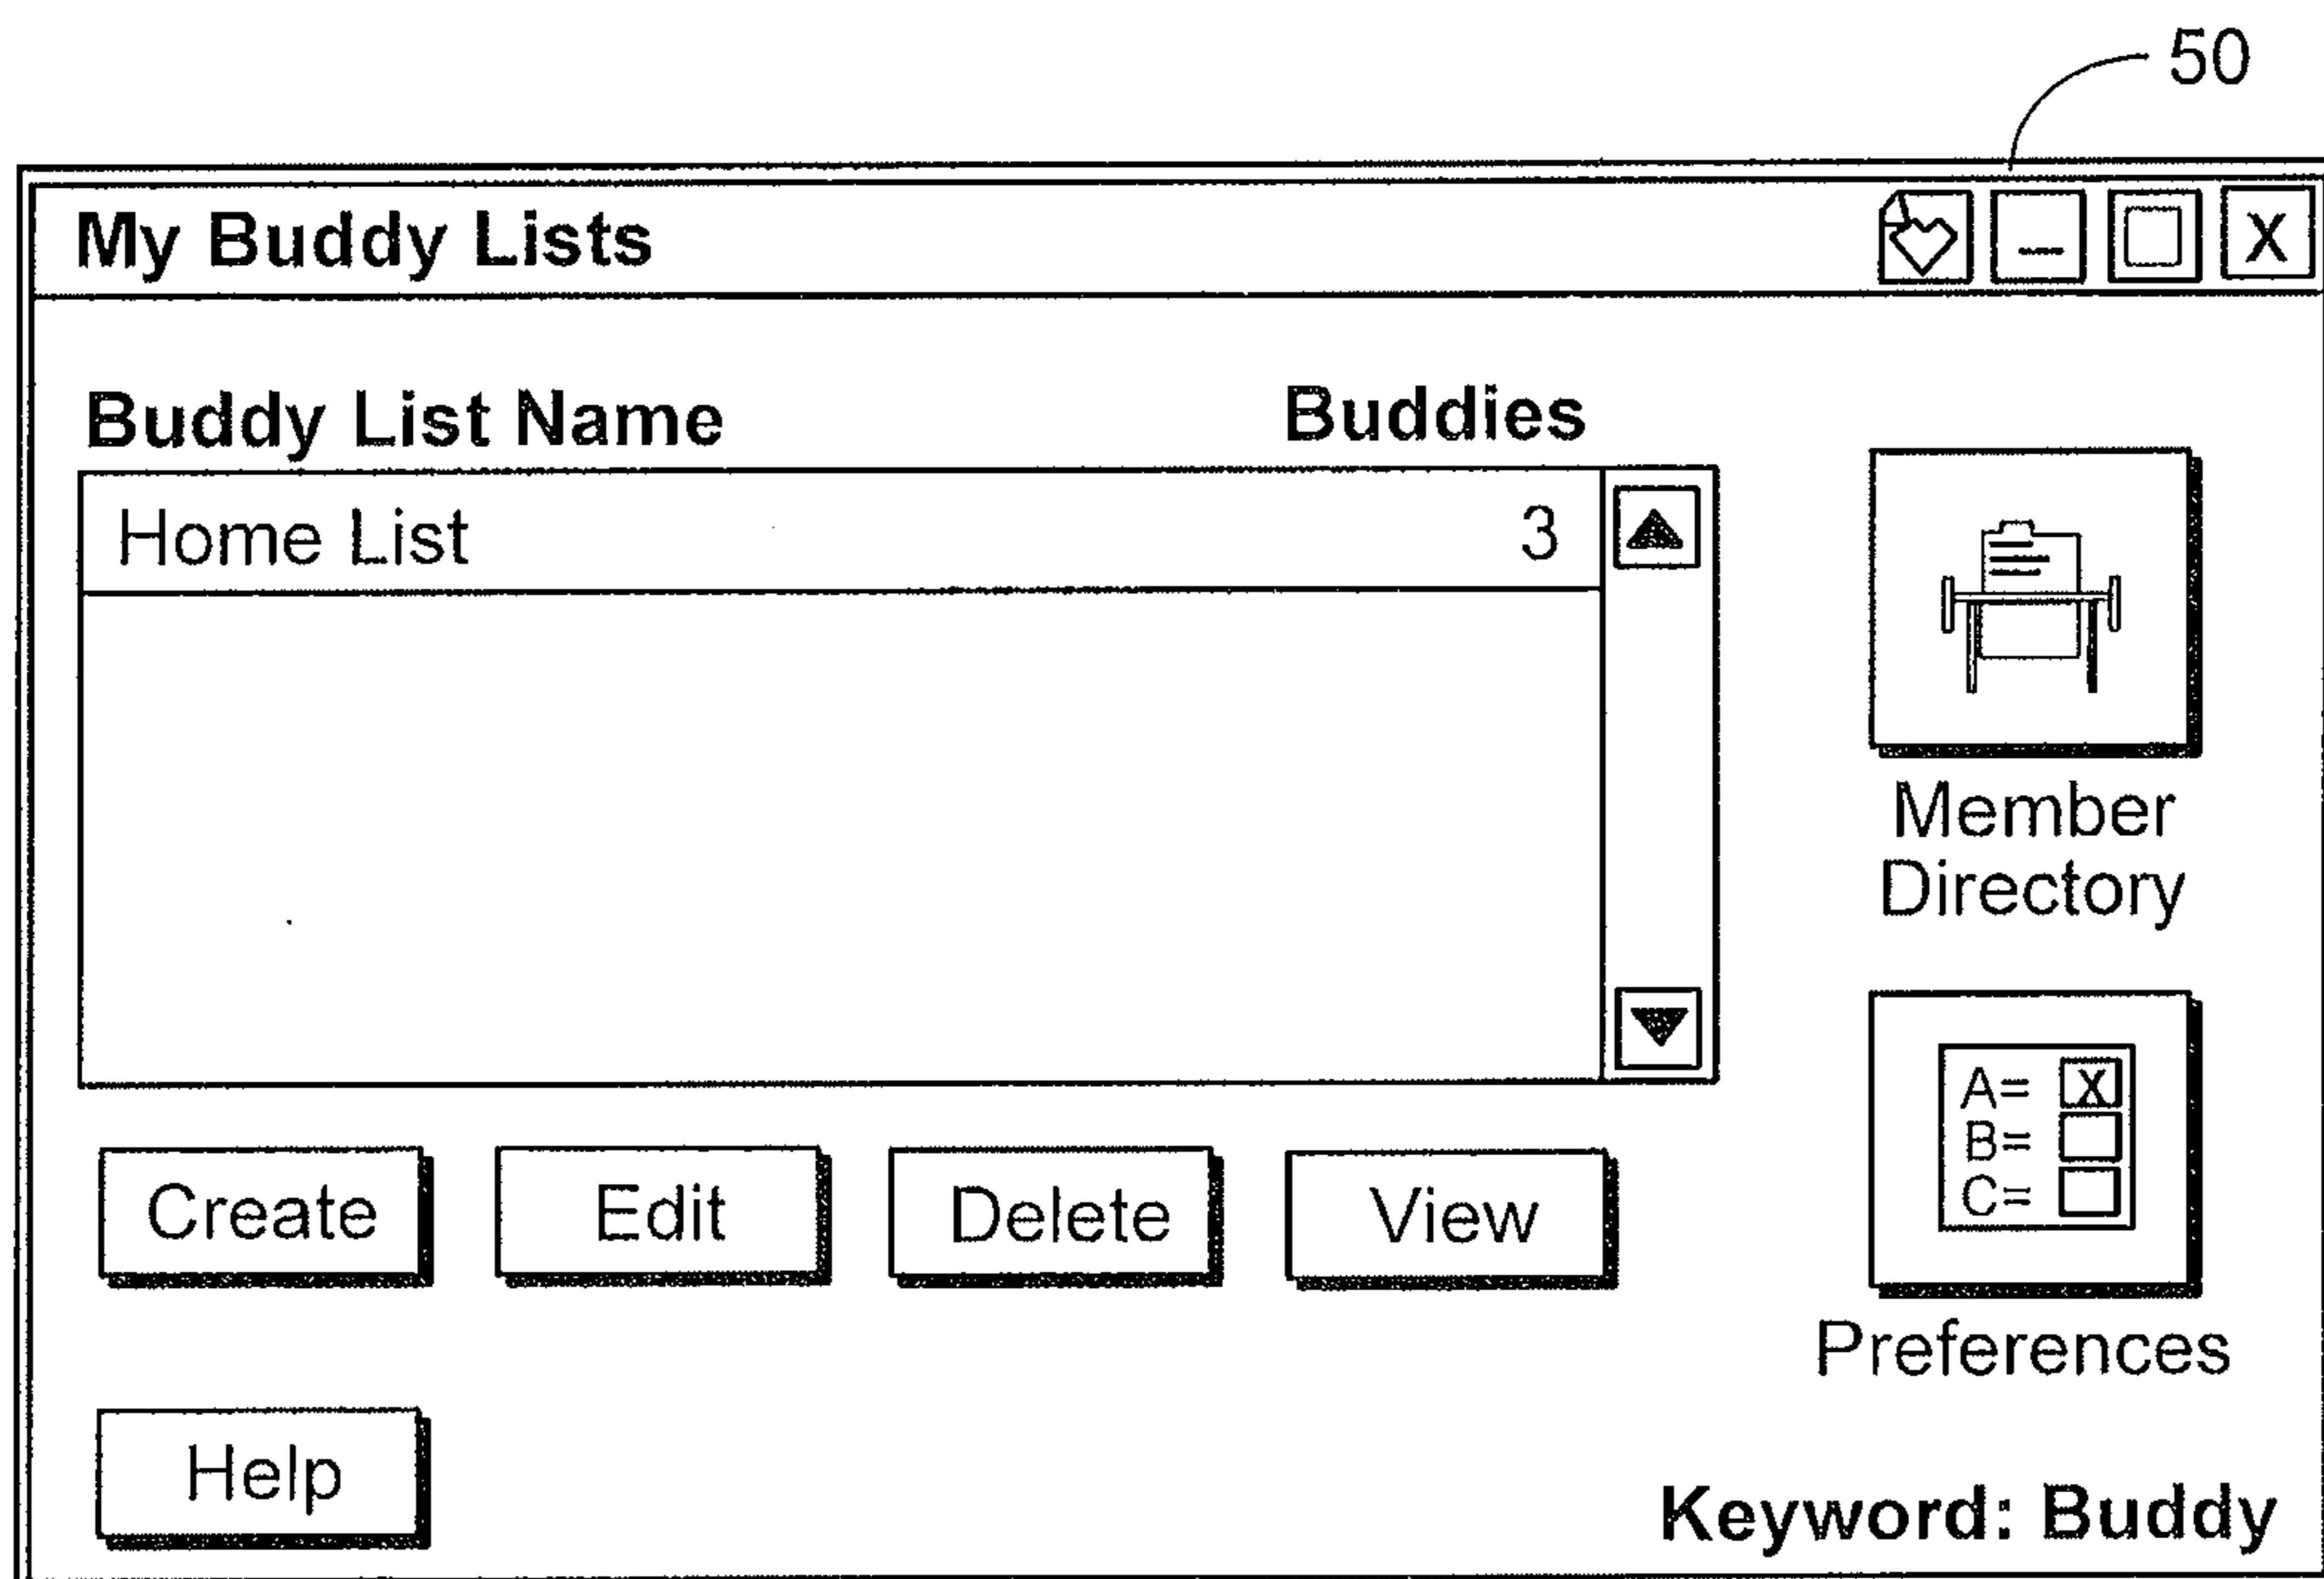 50
My Buddy Lists
_ X
Buddy List Name Buddies
Home List 3
Member
Directory
A= X
B=
C=
Preferences
Create Edit Delete View
Help
Keyword: Buddy